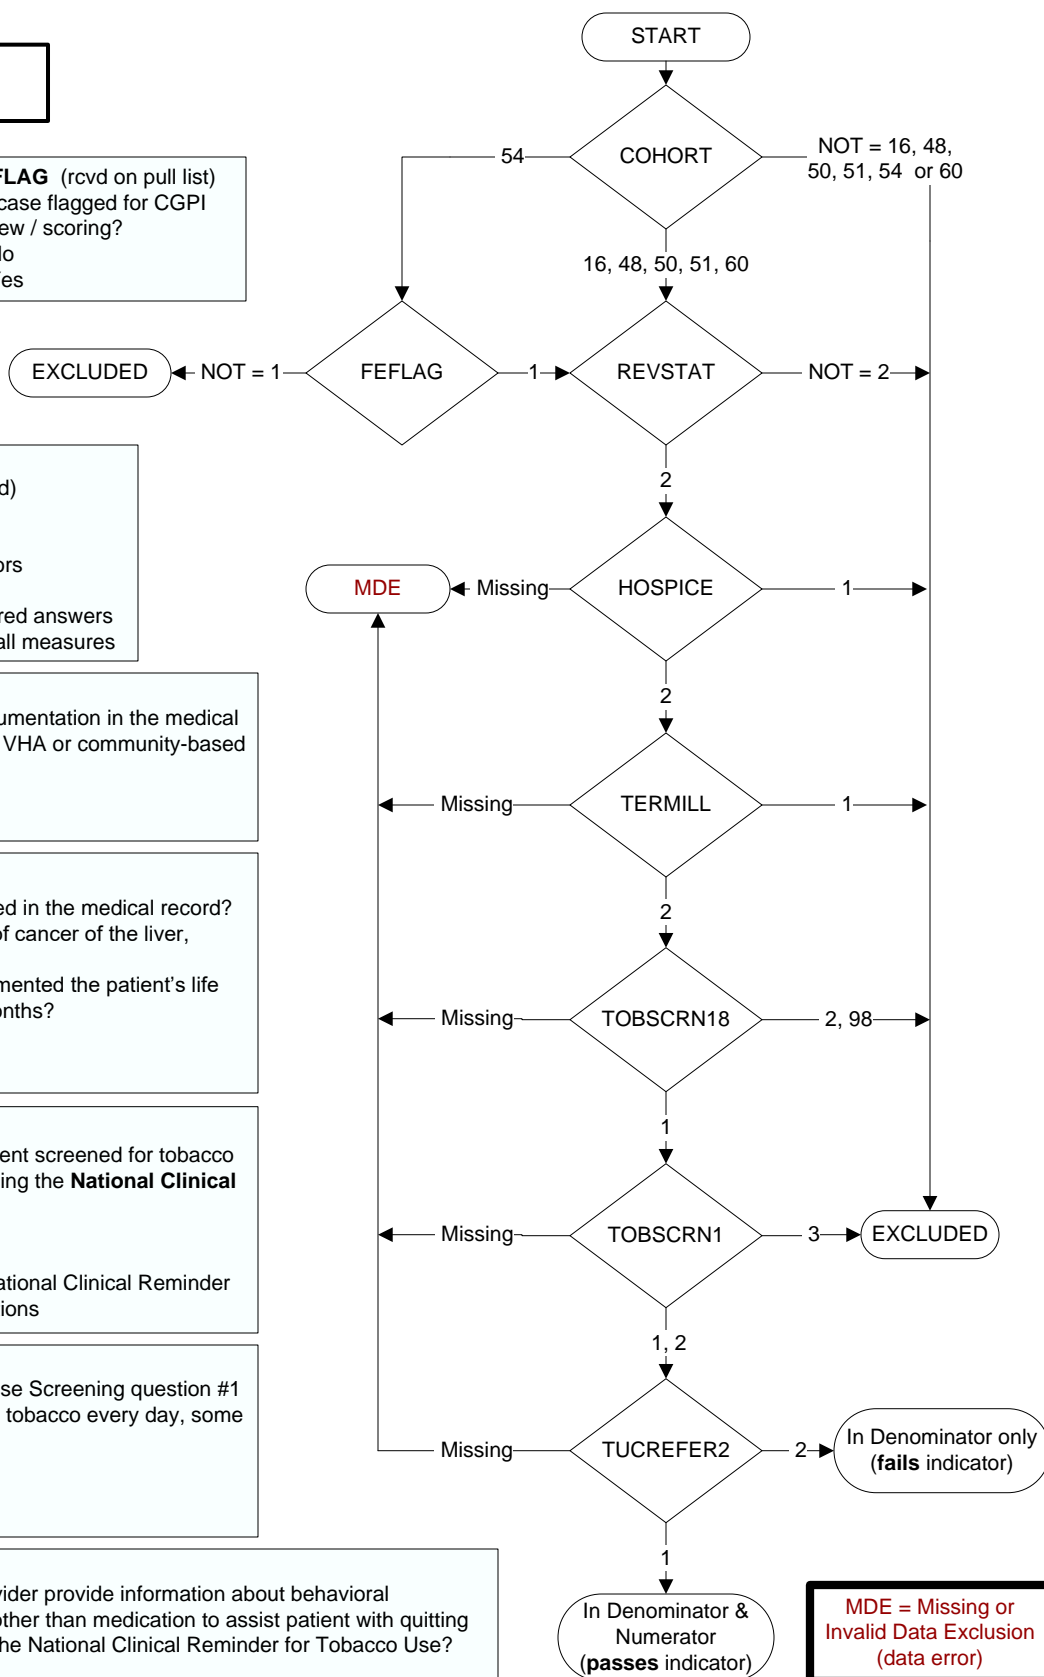 START
COHORT
54
NOT = 16, 48,
50, 51, 54  or 60
16, 48, 50, 51, 60
FLAG  (rcvd on pull list)
case flagged for CGPI
ew / scoring?
lo
es
EXCLUDED
NOT = 1
FEFLAG
1
REVSTAT
NOT = 2
2
d)
ors
red answers
all measures
MDE
Missing
HOSPICE
1
2
umentation in the medical
VHA or community-based
Missing
TERMILL
1
2
ed in the medical record?
of cancer of the liver,
mented the patient's life
onths?
Missing
TOBSCRN18
2, 98
1
ent screened for tobacco
ing the National Clinical
ational Clinical Reminder
tions
Missing
TOBSCRN1
3
EXCLUDED
1, 2
se Screening question #1
tobacco every day, some
Missing
TUCREFER2
2
In Denominator only
(fails indicator)
1
vider provide information about behavioral
other than medication to assist patient with quitting
the National Clinical Reminder for Tobacco Use?
In Denominator &
Numerator
(passes indicator)
MDE = Missing or
Invalid Data Exclusion
(data error)